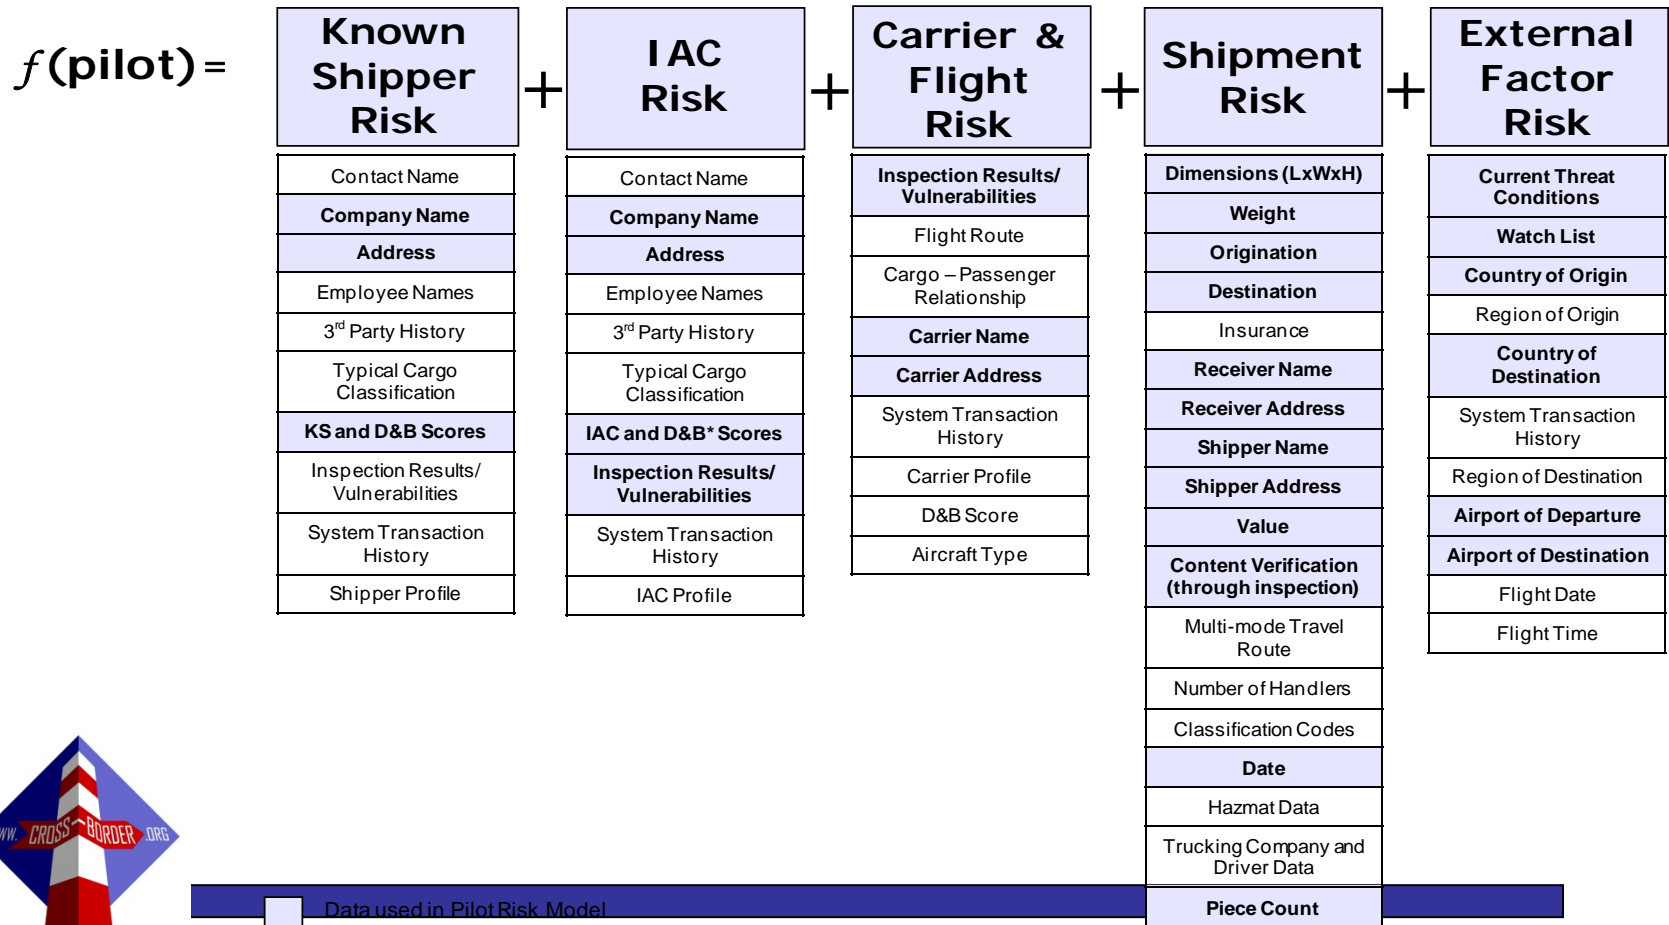 f(pilot) =
Known
Shipper
Risk
+
IAC
Risk
+
Carrier &
Flight
Risk
+
Shipment
Risk
+
External
Factor
Risk
Contact Name
Company Name
Address
Employee Names
3rd Party History
Typical Cargo
Classification
KS and D&B Scores
Inspection Results/
Vulnerabilities
System Transaction
History
Shipper Profile
Contact Name
Company Name
Address
Employee Names
3rd Party History
Typical Cargo
Classification
IAC and D&B* Scores
Inspection Results/
Vulnerabilities
System Transaction
History
IAC Profile
Inspection Results/
Vulnerabilities
Flight Route
Cargo – Passenger
Relationship
Carrier Name
Carrier Address
System Transaction
History
Carrier Profile
D&B Score
Aircraft Type
Dimensions (LxWxH)
Weight
Origination
Destination
Insurance
Receiver Name
Receiver Address
Shipper Name
Shipper Address
Value
Content Verification
(through inspection)
Multi-mode Travel
Route
Number of Handlers
Classification Codes
Date
Hazmat Data
Trucking Company and
Driver Data
Piece Count
Current Threat
Conditions
Watch List
Country of Origin
Region of Origin
Country of
Destination
System Transaction
History
Region of Destination
Airport of Departure
Airport of Destination
Flight Date
Flight Time
WW. CROSS-BORDER .ORG
Data used in Pilot Risk Model